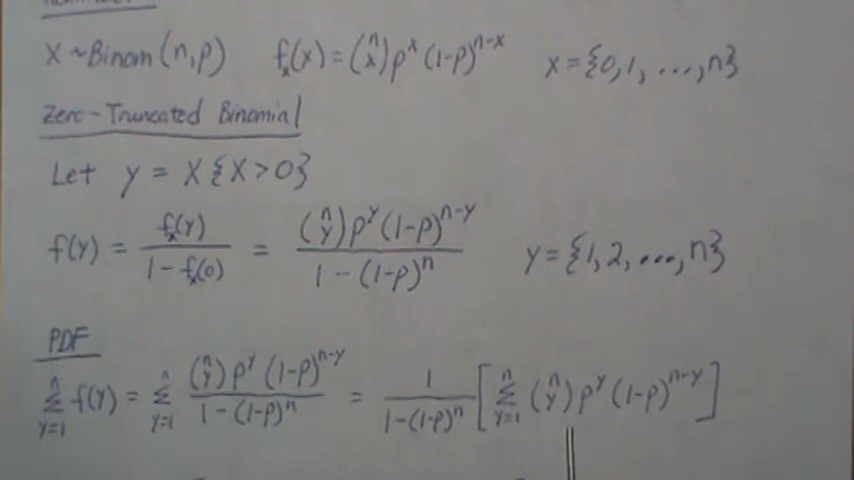 X ~ Binom(n,p) fₓ(x) = (n x) pˣ (1-p)ⁿ⁻ˣ x = {0, 1, ..., n}
Zero-Truncated Binomial
Let y = X {X > 0}
f(y) = fₓ(y) / 1 - fₓ(0) = (n y) p^y (1-p)^(n-y) / 1 - (1-p)^n y = {1, 2, ..., n}
PDF
Σ_{y=1}^{n} f(y) = Σ_{y=1}^{n} (n y) p^y (1-p)^(n-y) / 1 - (1-p)^n = 1 / 1 - (1-p)^n [ Σ_{y=1}^{n} (n y) p^y (1-p)^(n-y) ]